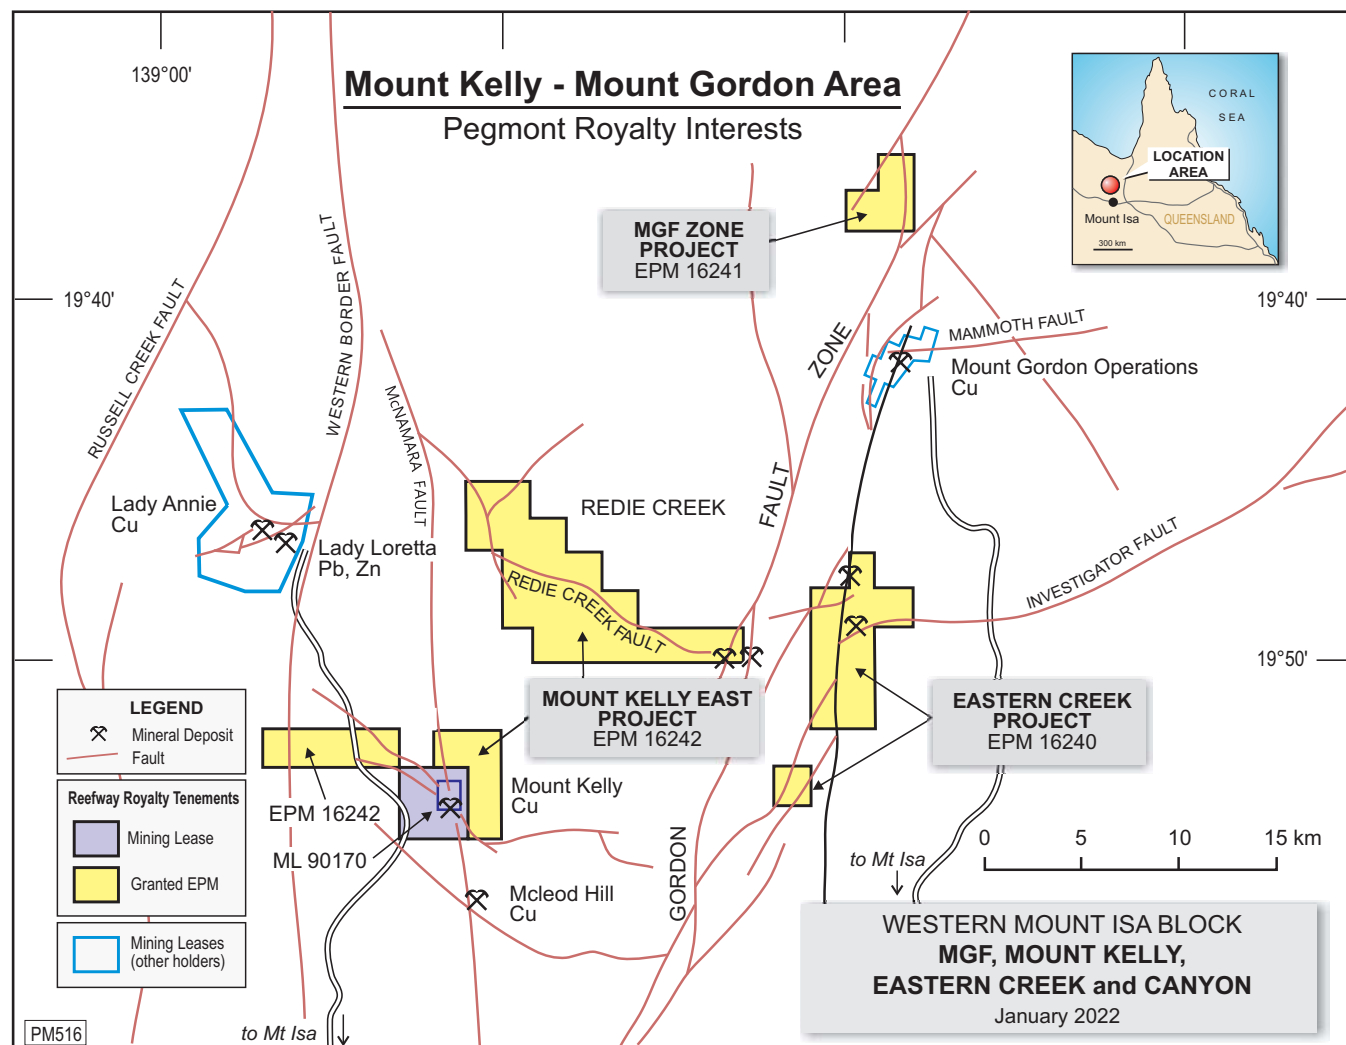 139°00'
Mount Kelly - Mount Gordon Area
Pegmont Royalty Interests
CORAL
SEA
LOCATION
AREA
Mount Isa
QUEENSLAND
300 km
MGF ZONE
PROJECT
EPM 16241
19°40'
19°40'
RUSSELL CREEK FAULT
WESTERN BORDER FAULT
McNAMARA FAULT
ZONE
FAULT
GORDON
MAMMOTH FAULT
Mount Gordon Operations
Cu
Lady Annie
Cu
Lady Loretta
Pb, Zn
REDIE CREEK
REDIE CREEK FAULT
INVESTIGATOR FAULT
19°50'
MOUNT KELLY EAST
PROJECT
EPM 16242
EASTERN CREEK
PROJECT
EPM 16240
LEGEND
Mineral Deposit
Fault
Reefway Royalty Tenements
Mining Lease
Granted EPM
Mining Leases
(other holders)
EPM 16242
ML 90170
Mount Kelly
Cu
Mcleod Hill
Cu
0 5 10 15 km
to Mt Isa
to Mt Isa
WESTERN MOUNT ISA BLOCK
MGF, MOUNT KELLY,
EASTERN CREEK and CANYON
January 2022
PM516